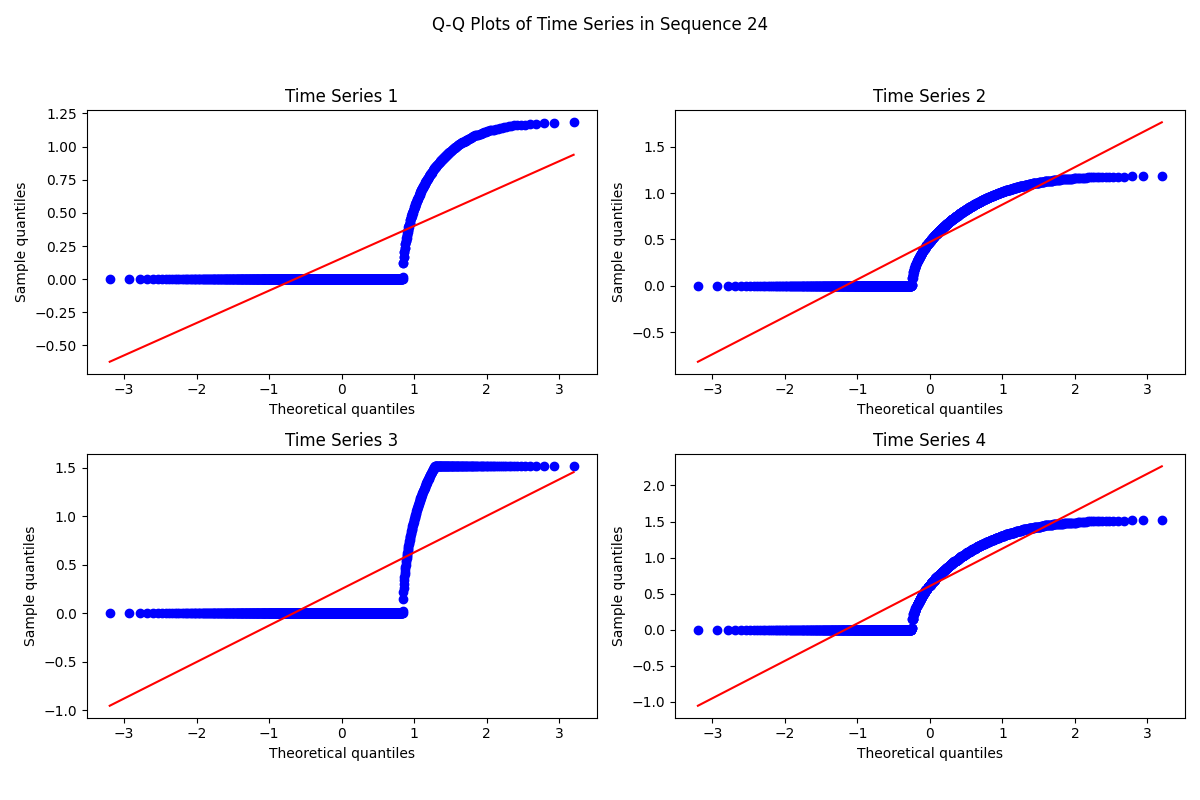 Q-Q Plots of Time Series in Sequence 24
Time Series 1
Time Series 2
1.25
1.00
0.75
0.50
0.25
0.00
−0.25
−0.50
Sample quantiles
−3 −2 −1 0 1 2 3
Theoretical quantiles
1.5
1.0
0.5
0.0
−0.5
Sample quantiles
−3 −2 −1 0 1 2 3
Theoretical quantiles
Time Series 3
Time Series 4
1.5
1.0
0.5
0.0
−0.5
−1.0
Sample quantiles
−3 −2 −1 0 1 2 3
Theoretical quantiles
2.0
1.5
1.0
0.5
0.0
−0.5
−1.0
Sample quantiles
−3 −2 −1 0 1 2 3
Theoretical quantiles